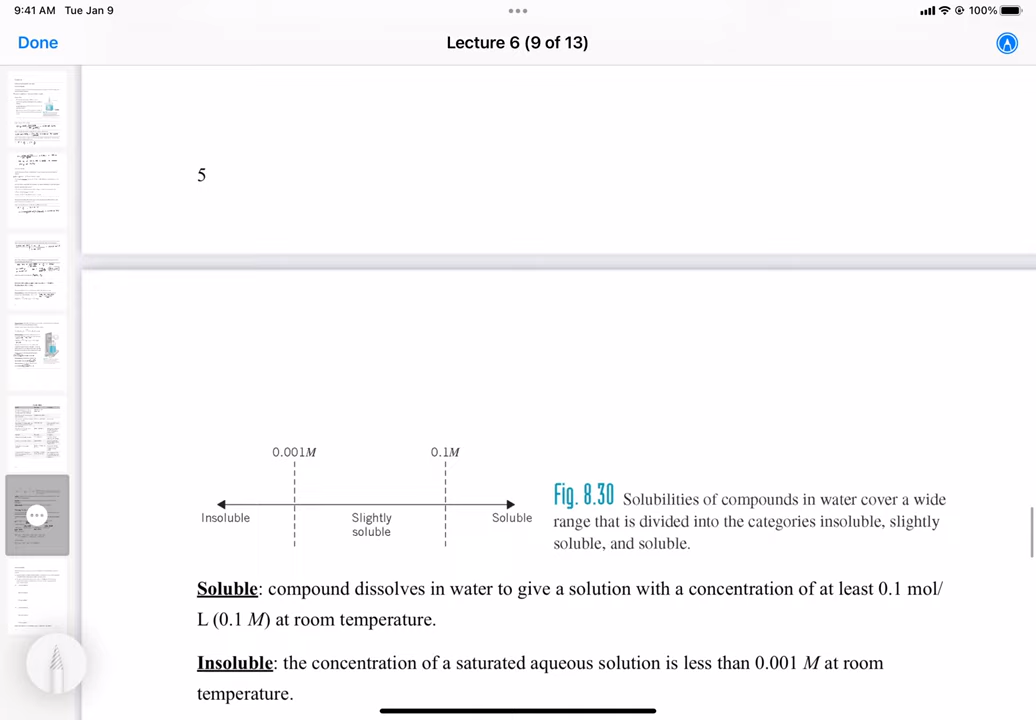 9:41 AM Tue Jan 9
100%
Done
Lecture 6 (9 of 13)
5
0.001M
0.1M
Insoluble
Slightly
soluble
Soluble
Fig. 8.30 Solubilities of compounds in water cover a wide
range that is divided into the categories insoluble, slightly
soluble, and soluble.
Soluble: compound dissolves in water to give a solution with a concentration of at least 0.1 mol/
L (0.1 M) at room temperature.
Insoluble: the concentration of a saturated aqueous solution is less than 0.001 M at room
temperature.